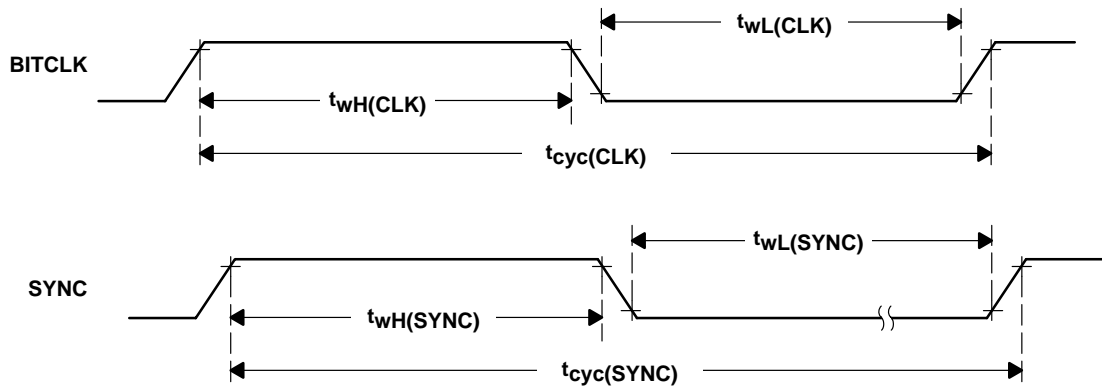 twL(CLK)
BITCLK
twH(CLK)
tcyc(CLK)
twL(SYNC)
SYNC
twH(SYNC)
tcyc(SYNC)